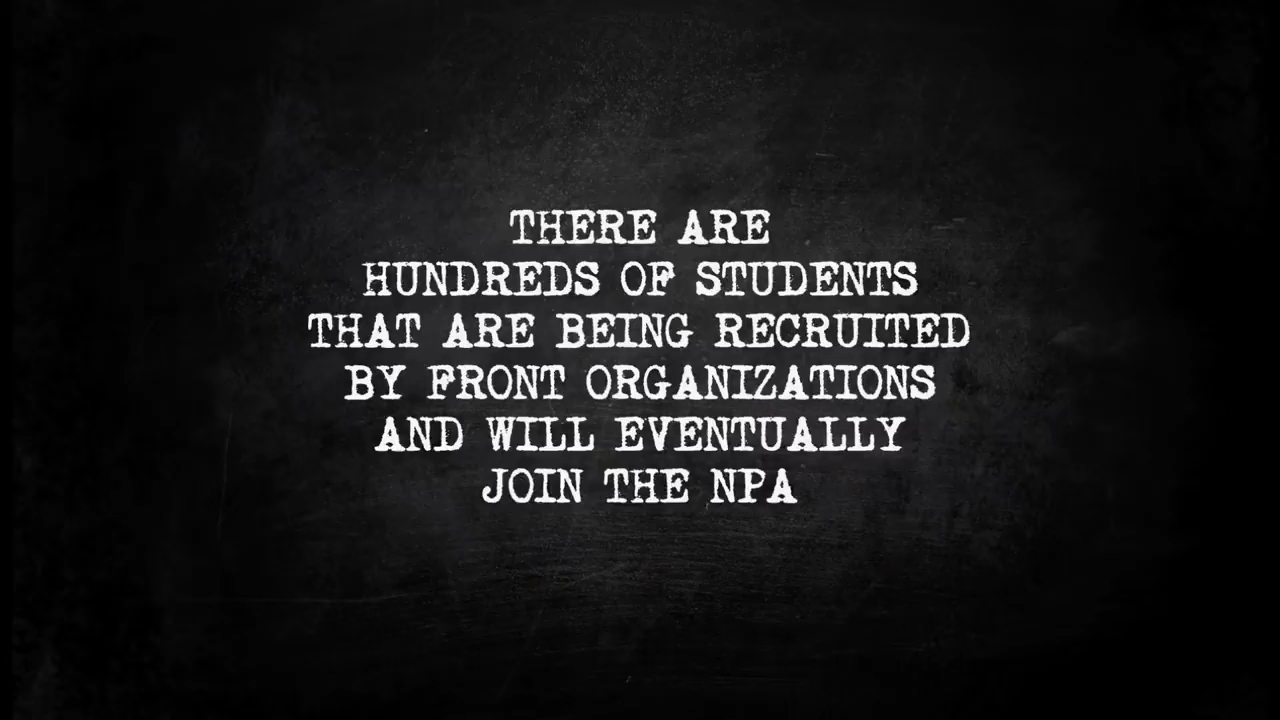 THERE ARE
HUNDREDS OF STUDENTS
THAT ARE BEING RECRUITED
BY FRONT ORGANIZATIONS
AND WILL EVENTUALLY
JOIN THE NPA